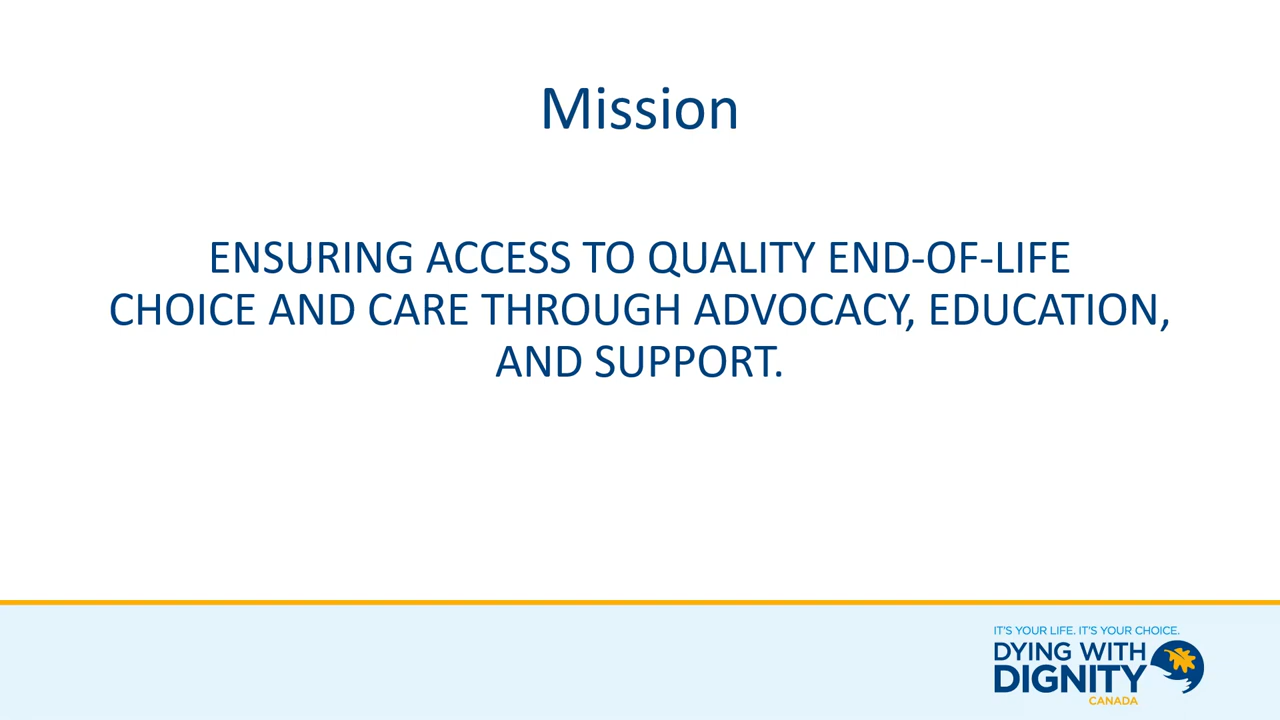 Mission
ENSURING ACCESS TO QUALITY END-OF-LIFE
CHOICE AND CARE THROUGH ADVOCACY, EDUCATION,
AND SUPPORT.
IT'S YOUR LIFE. IT'S YOUR CHOICE.
DYING WITH
DIGNITY
CANADA